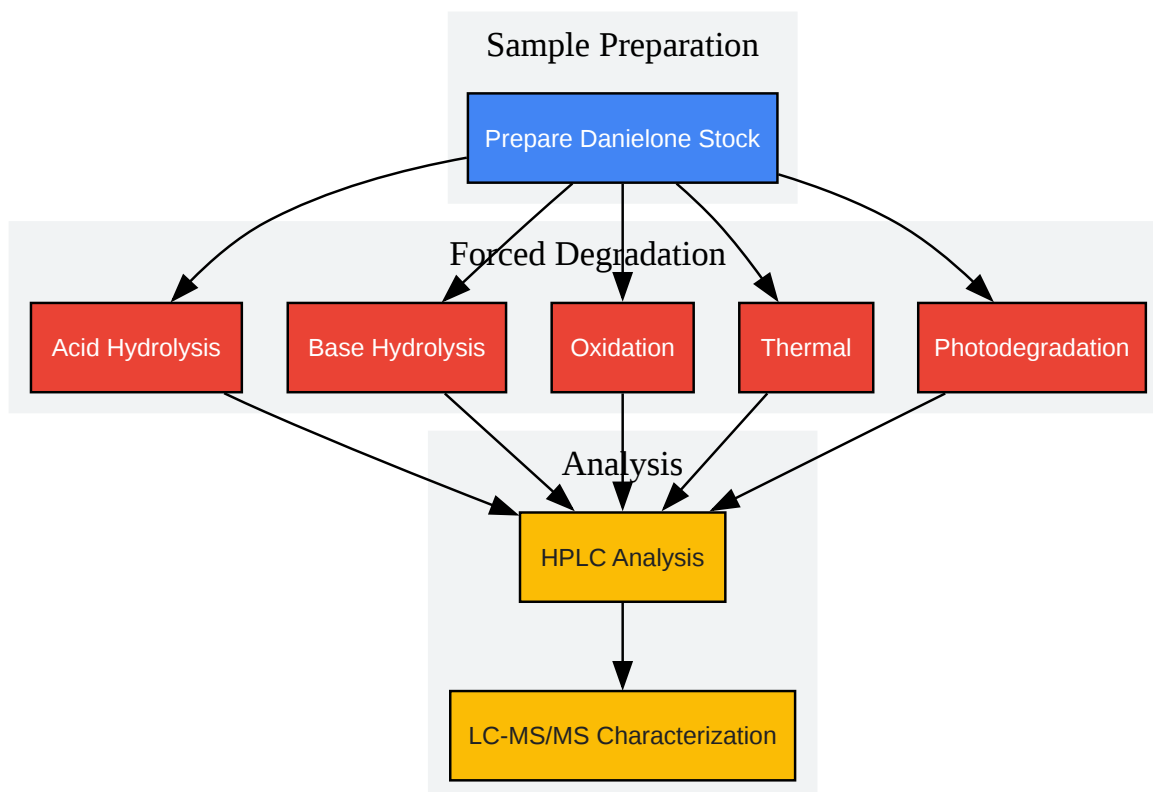 Sample Preparation
Prepare Danielone Stock
Forced Degradation
Acid Hydrolysis
Base Hydrolysis
Oxidation
Thermal
Photodegradation
Analysis
HPLC Analysis
LC-MS/MS Characterization